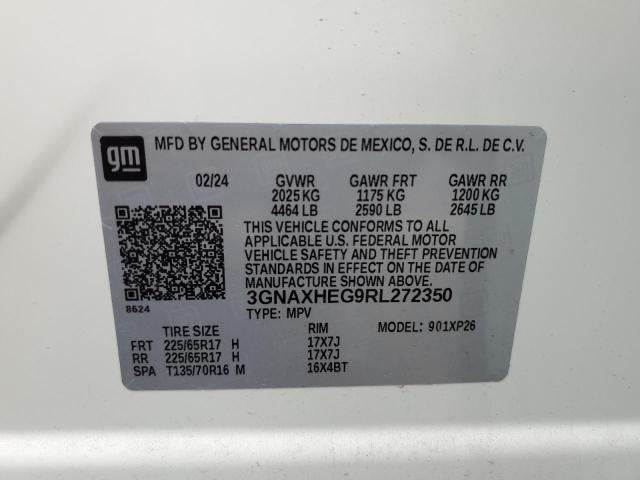 gm MFD BY GENERAL MOTORS DE MEXICO, S. DE R.L. DE C.V.
02/24 GVWR GAWR FRT GAWR RR
2025 KG 1175 KG 1200 KG
4464 LB 2590 LB 2645 LB
THIS VEHICLE CONFORMS TO ALL
APPLICABLE U.S. FEDERAL MOTOR
VEHICLE SAFETY AND THEFT PREVENTION
STANDARDS IN EFFECT ON THE DATE OF
MANUFACTURE SHOWN ABOVE.
3GNAXHEG9RL272350
8624
TYPE: MPV
TIRE SIZE RIM MODEL: 901XP26
FRT 225/65R17 H 17X7J
RR 225/65R17 H 17X7J
SPA T135/70R16 M 16X4BT